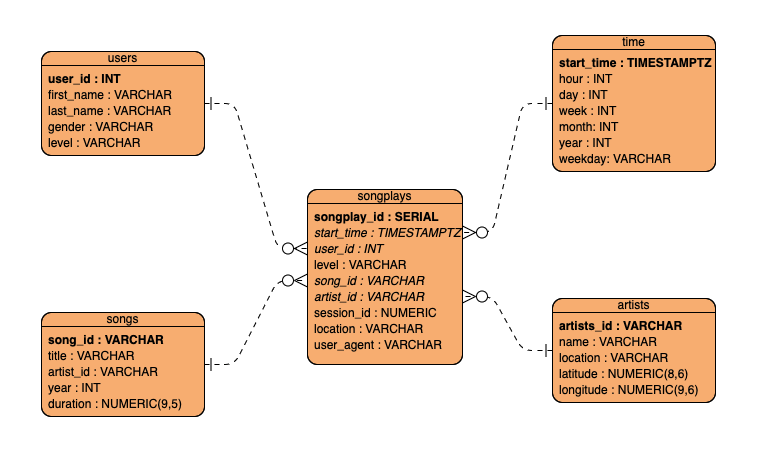 users
user_id : INT
first_name : VARCHAR
last_name : VARCHAR
gender : VARCHAR
level : VARCHAR
time
start_time : TIMESTAMPTZ
hour : INT
day : INT
week : INT
month: INT
year : INT
weekday: VARCHAR
songplays
songplay_id : SERIAL
start_time : TIMESTAMPTZ
user_id : INT
level : VARCHAR
song_id : VARCHAR
artist_id : VARCHAR
session_id : NUMERIC
location : VARCHAR
user_agent : VARCHAR
songs
song_id : VARCHAR
title : VARCHAR
artist_id : VARCHAR
year : INT
duration : NUMERIC(9,5)
artists
artists_id : VARCHAR
name : VARCHAR
location : VARCHAR
latitude : NUMERIC(8,6)
longitude : NUMERIC(9,6)